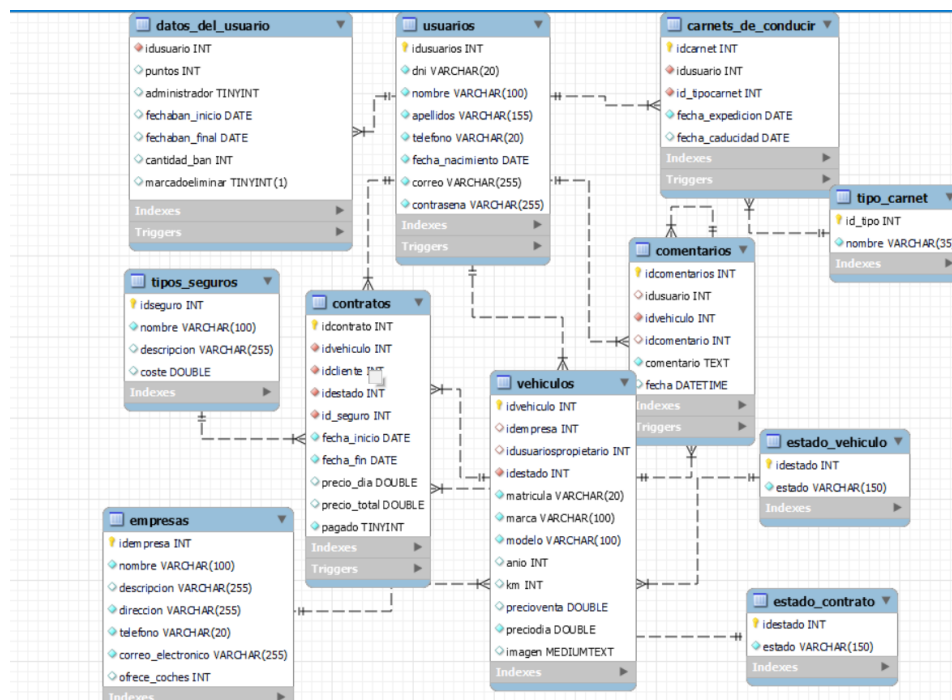 datos_del_usuario
idusuario INT
puntos INT
administrador TINYINT
fechaban_inicio DATE
fechaban_final DATE
cantidad_ban INT
marcadoeliminar TINYINT(1)
Indexes
Triggers
usuarios
idusuarios INT
dni VARCHAR(20)
nombre VARCHAR(100)
apellidos VARCHAR(155)
telefono VARCHAR(20)
fecha_nacimiento DATE
correo VARCHAR(255)
contrasena VARCHAR(255)
Indexes
Triggers
carnets_de_conducir
idcarnet INT
idusuario INT
id_tipocarnet INT
fecha_expedicion DATE
fecha_caducidad DATE
Indexes
Triggers
tipo_carnet
id_tipo INT
nombre VARCHAR(35
Indexes
tipos_seguros
idseguro INT
nombre VARCHAR(100)
descripcion VARCHAR(255)
coste DOUBLE
Indexes
contratos
idcontrato INT
idvehiculo INT
idcliente INT
idestado INT
id_seguro INT
fecha_inicio DATE
fecha_fin DATE
precio_dia DOUBLE
precio_total DOUBLE
pagado TINYINT
Indexes
Triggers
comentarios
idcomentarios INT
idusuario INT
idvehiculo INT
idcomentario INT
comentario TEXT
fecha DATETIME
Indexes
Triggers
vehiculos
idvehiculo INT
idempresa INT
idusuariospropietario INT
idestado INT
matricula VARCHAR(20)
marca VARCHAR(100)
modelo VARCHAR(100)
anio INT
km INT
precioventa DOUBLE
preciodia DOUBLE
imagen MEDIUMTEXT
Indexes
estado_vehiculo
idestado INT
estado VARCHAR(150)
Indexes
empresas
idempresa INT
nombre VARCHAR(100)
descripcion VARCHAR(255)
direccion VARCHAR(255)
telefono VARCHAR(20)
correo_electronico VARCHAR(255)
ofrece_coches INT
Indexes
estado_contrato
idestado INT
estado VARCHAR(150)
Indexes